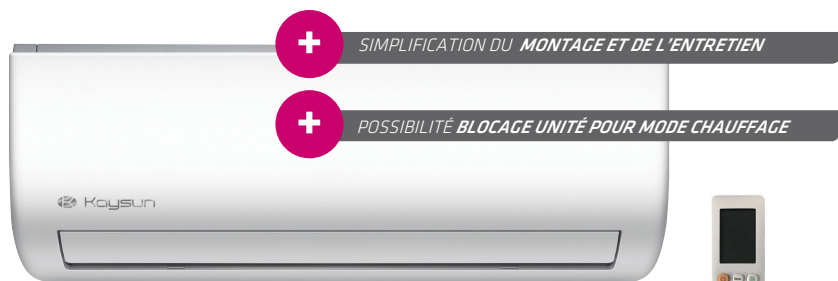 + SIMPLIFICATION DU MONTAGE ET DE L'ENTRETIEN
+ POSSIBILITÉ BLOCAGE UNITÉ POUR MODE CHAUFFAGE
Kaysun